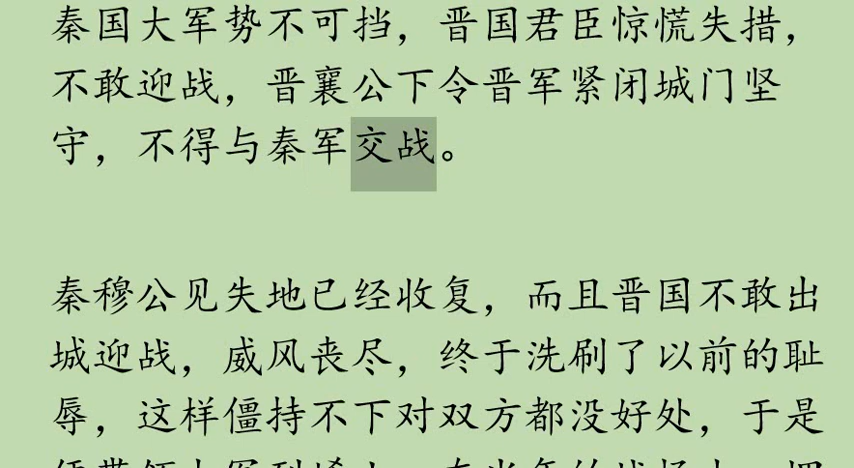 秦国大军势不可挡，晋国君臣惊慌失措，
不敢迎战，晋襄公下令晋军紧闭城门坚
守，不得与秦军交战。
秦穆公见失地已经收复，而且晋国不敢出
城迎战，威风丧尽，终于洗刷了以前的耻
辱，这样僵持不下对双方都没好处，于是